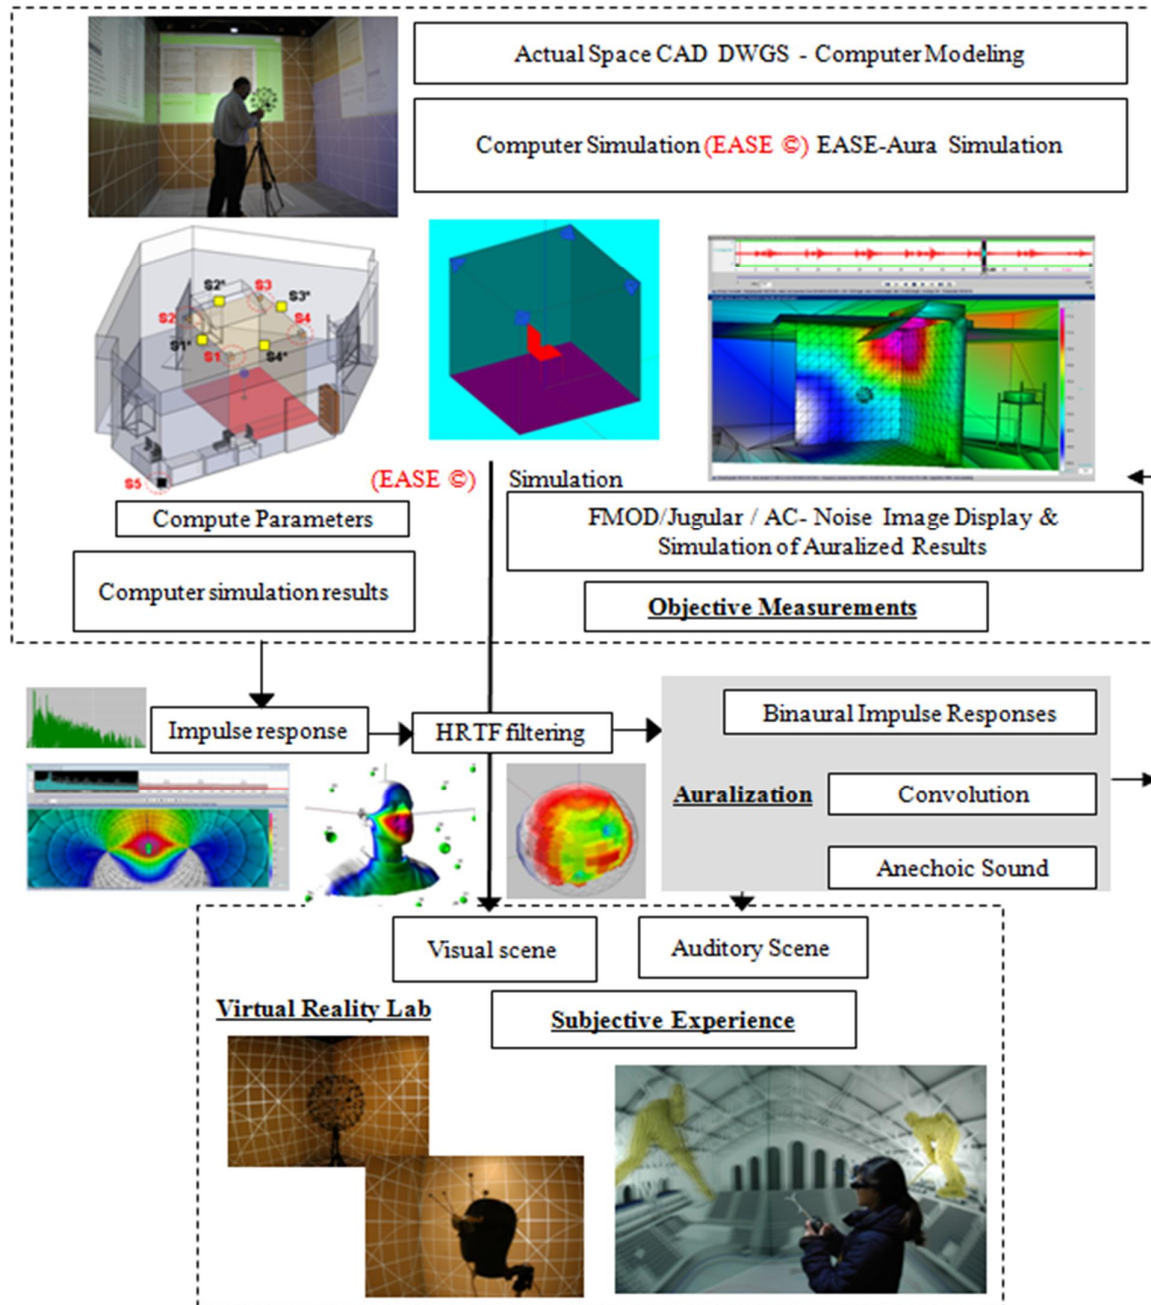 Actual Space CAD DWGS - Computer Modeling
Computer Simulation (EASE ©) EASE-Aura Simulation
S2*
S3
S3*
S2
S4
S1*
S1
S4*
S5
(EASE ©)
Simulation
Compute Parameters
FMOD/Jugular / AC- Noise Image Display &
Simulation of Auralized Results
Computer simulation results
Objective Measurements
Impulse response
HRTF filtering
Binaural Impulse Responses
Auralization
Convolution
Anechoic Sound
Visual scene
Auditory Scene
Virtual Reality Lab
Subjective Experience